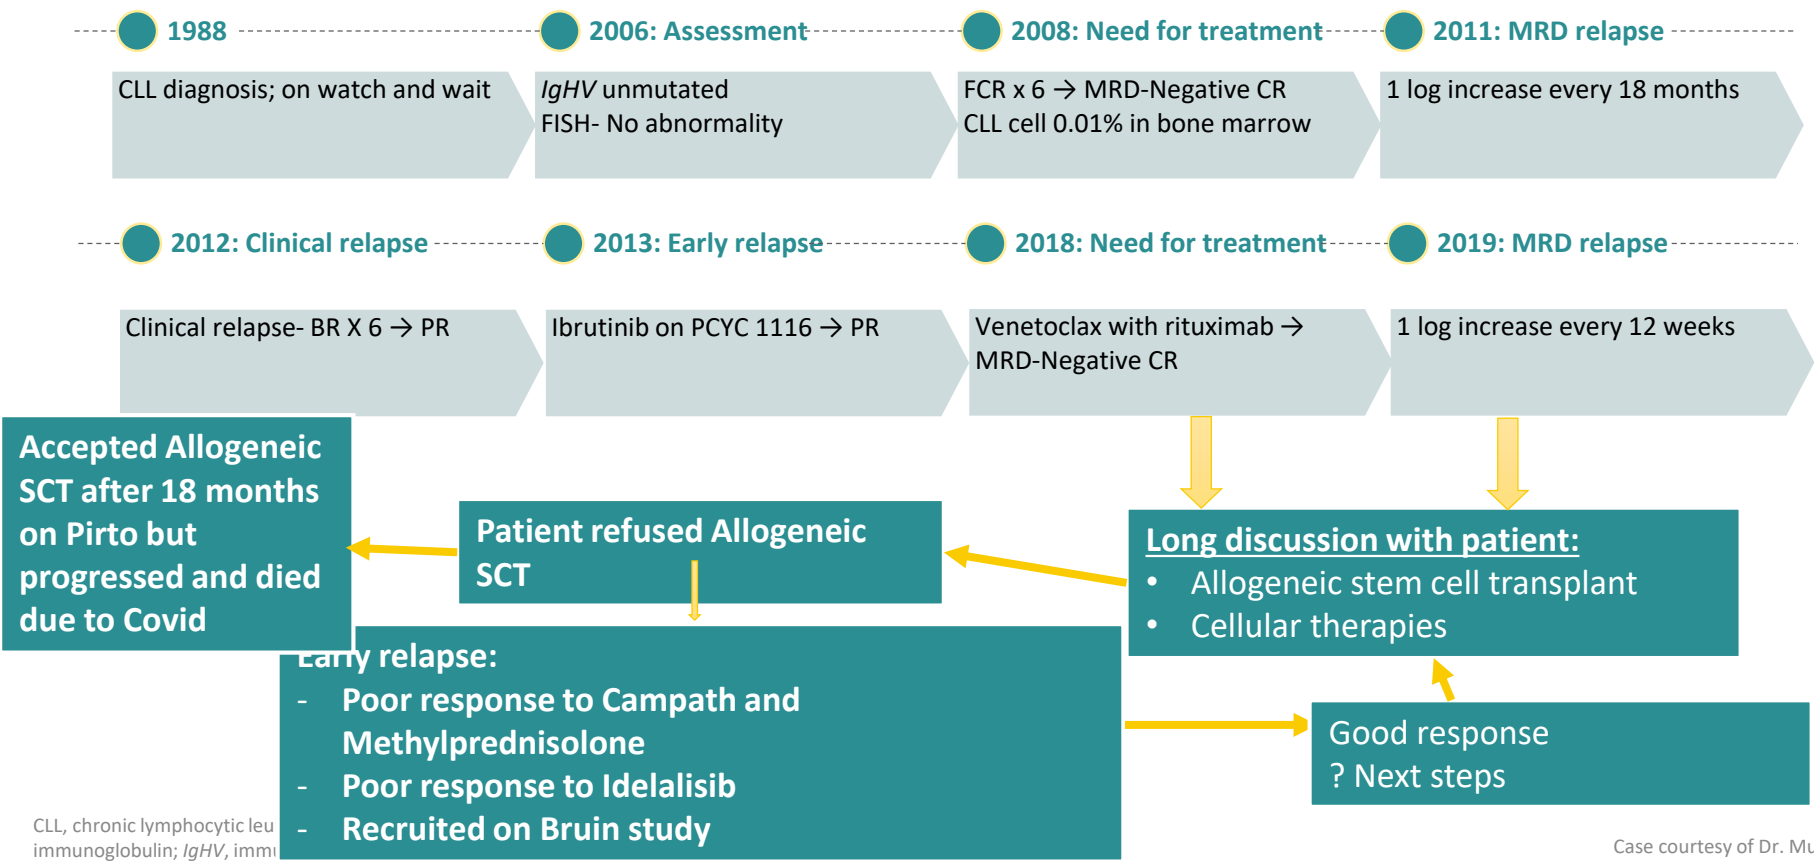 1988
2006: Assessment
2008: Need for treatment
2011: MRD relapse
CLL diagnosis; on watch and wait
IgHV unmutated
FISH- No abnormality
FCR x 6 → MRD-Negative CR
CLL cell 0.01% in bone marrow
1 log increase every 18 months
2012: Clinical relapse
2013: Early relapse
2018: Need for treatment
2019: MRD relapse
Clinical relapse- BR X 6 → PR
Ibrutinib on PCYC 1116 → PR
Venetoclax with rituximab →
MRD-Negative CR
1 log increase every 12 weeks
Accepted Allogeneic
SCT after 18 months
on Pirto but
progressed and died
due to Covid
Patient refused Allogeneic
SCT
Long discussion with patient:
• Allogeneic stem cell transplant
• Cellular therapies
Early relapse:
- Poor response to Campath and
Methylprednisolone
- Poor response to Idelalisib
- Recruited on Bruin study
Good response
? Next steps
CLL, chronic lymphocytic
immunoglobulin; IgHV,
Case courtesy of Dr.